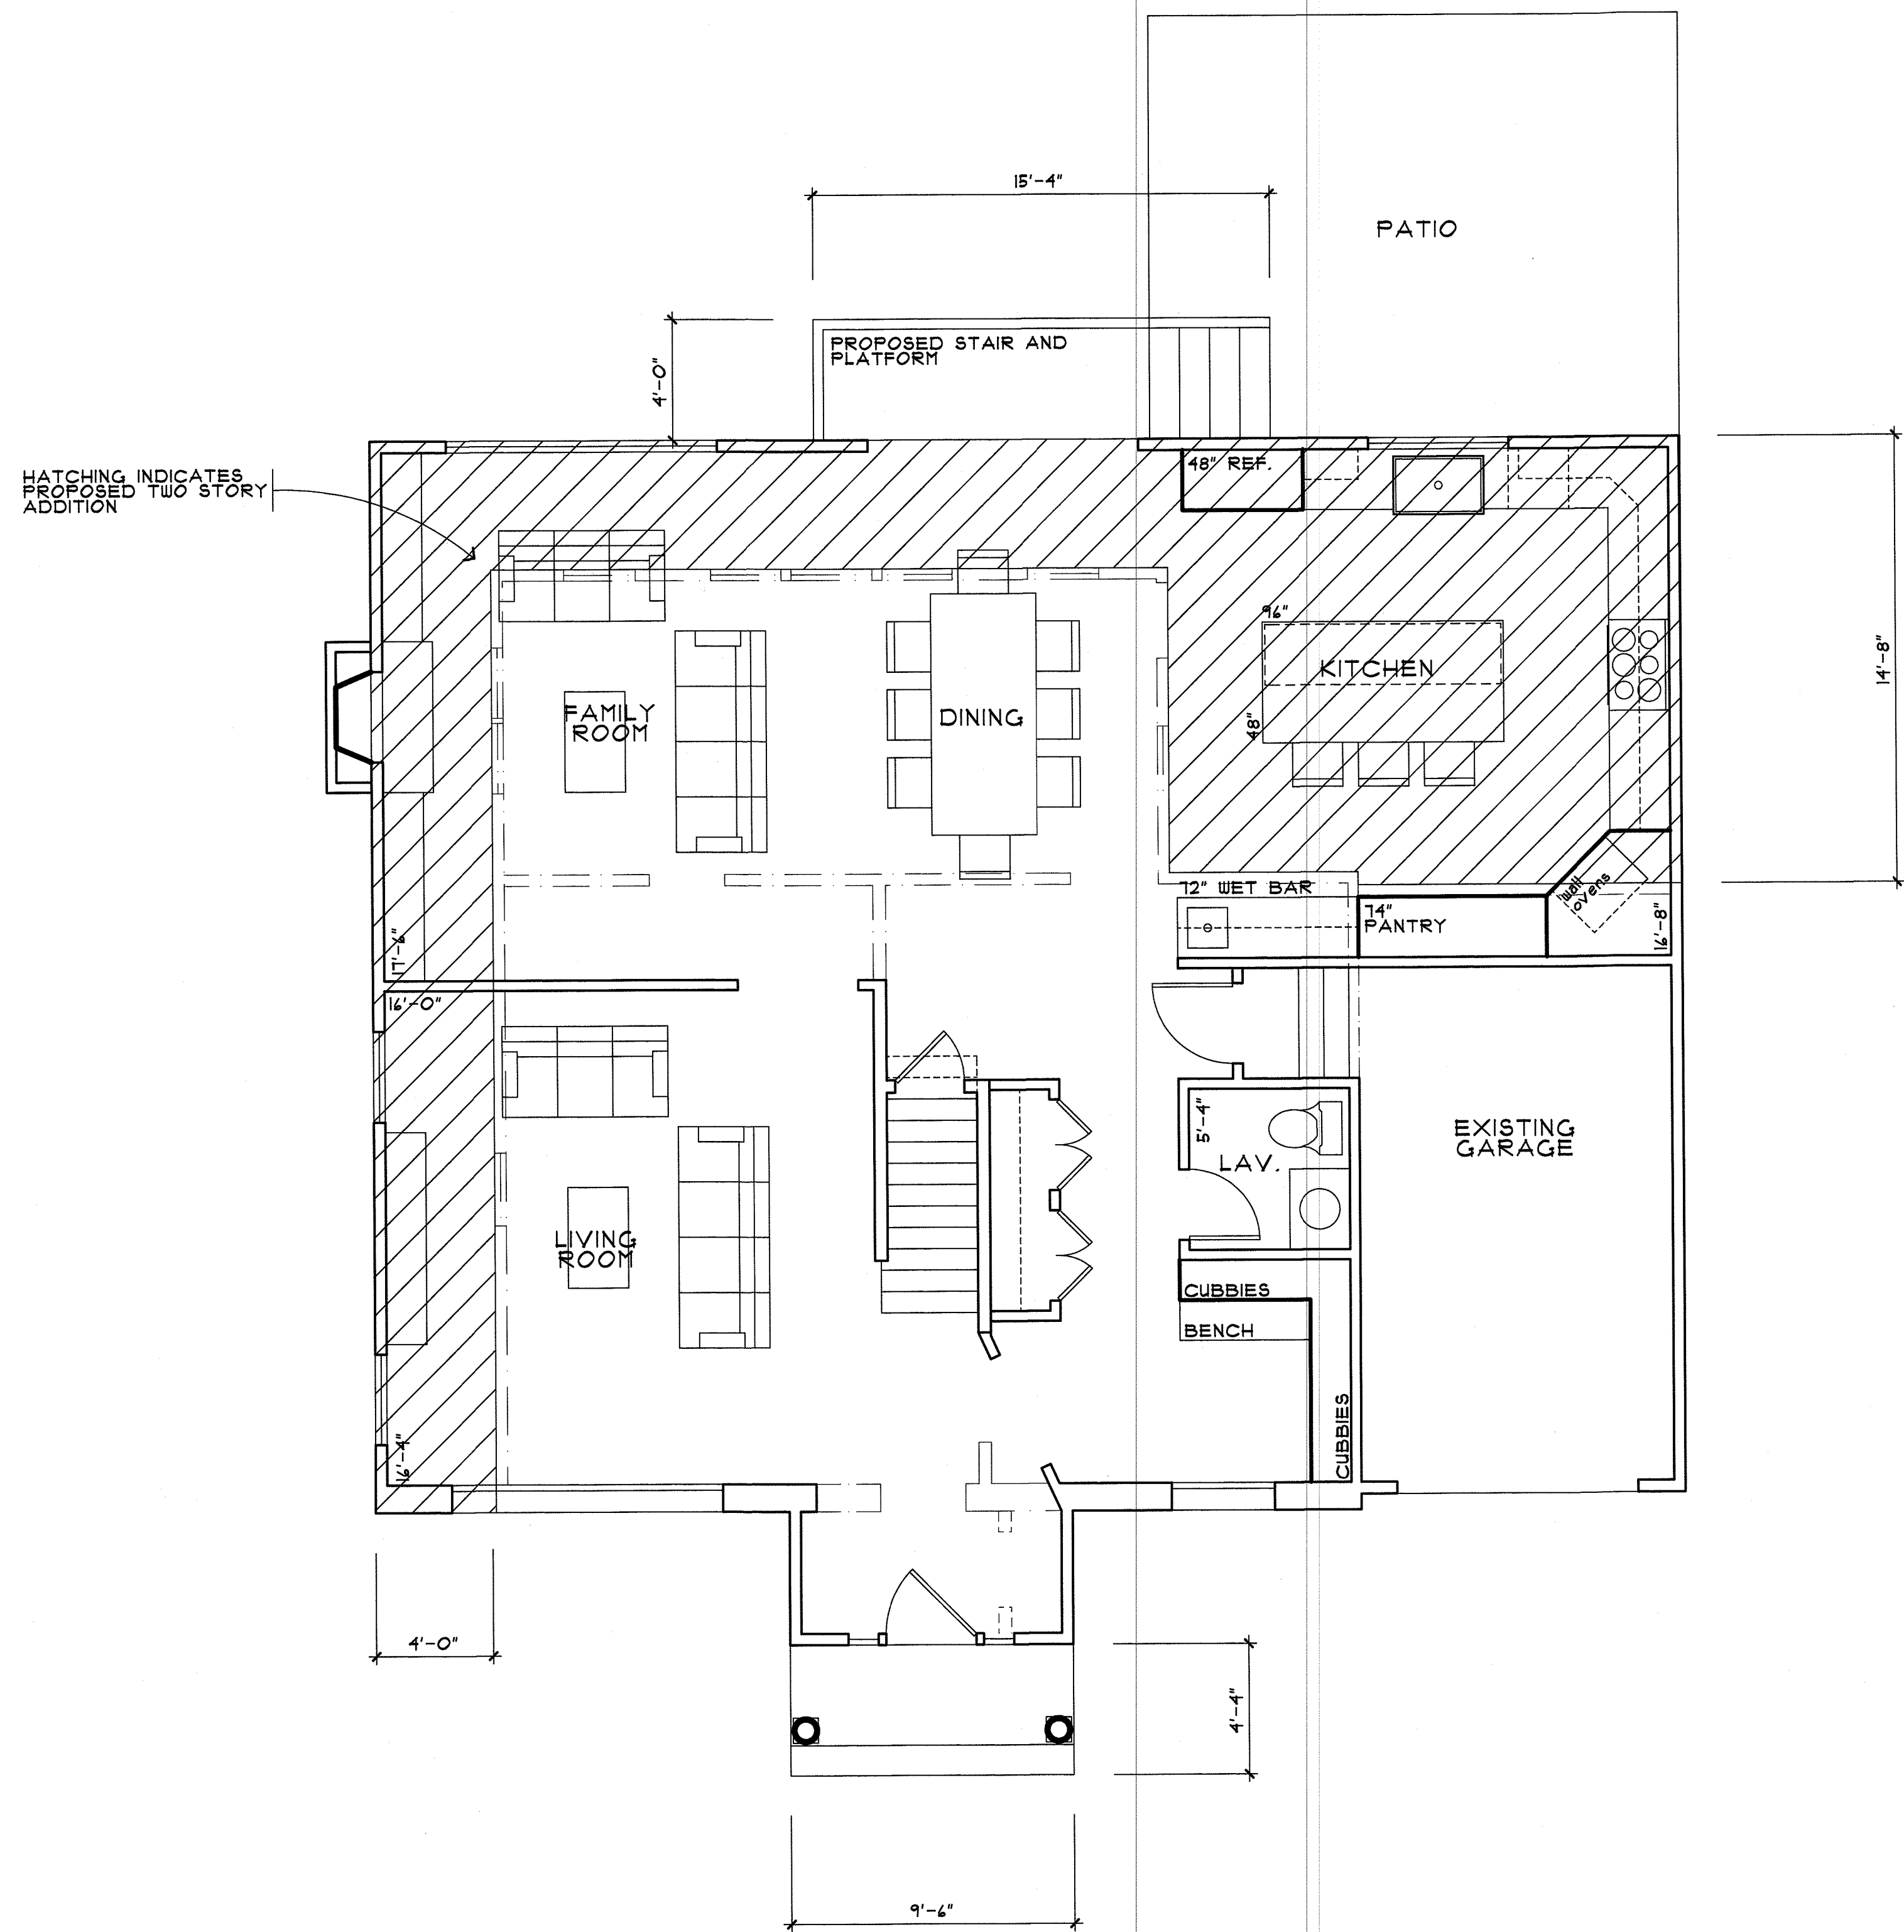 15'-4"
PATIO
PROPOSED STAIR AND
PLATFORM
4'-0"
HATCHING INDICATES
PROPOSED TWO STORY
ADDITION
48" REF.
96"
KITCHEN
48"
14'-8"
FAMILY
ROOM
DINING
72" WET BAR
74"
PANTRY
wall
ovens
16'-8"
17'-6"
16'-0"
5'-4"
LAV.
EXISTING
GARAGE
LIVING
ROOM
CUBBIES
BENCH
CUBBIES
16'-4"
4'-0"
4'-4"
9'-6"